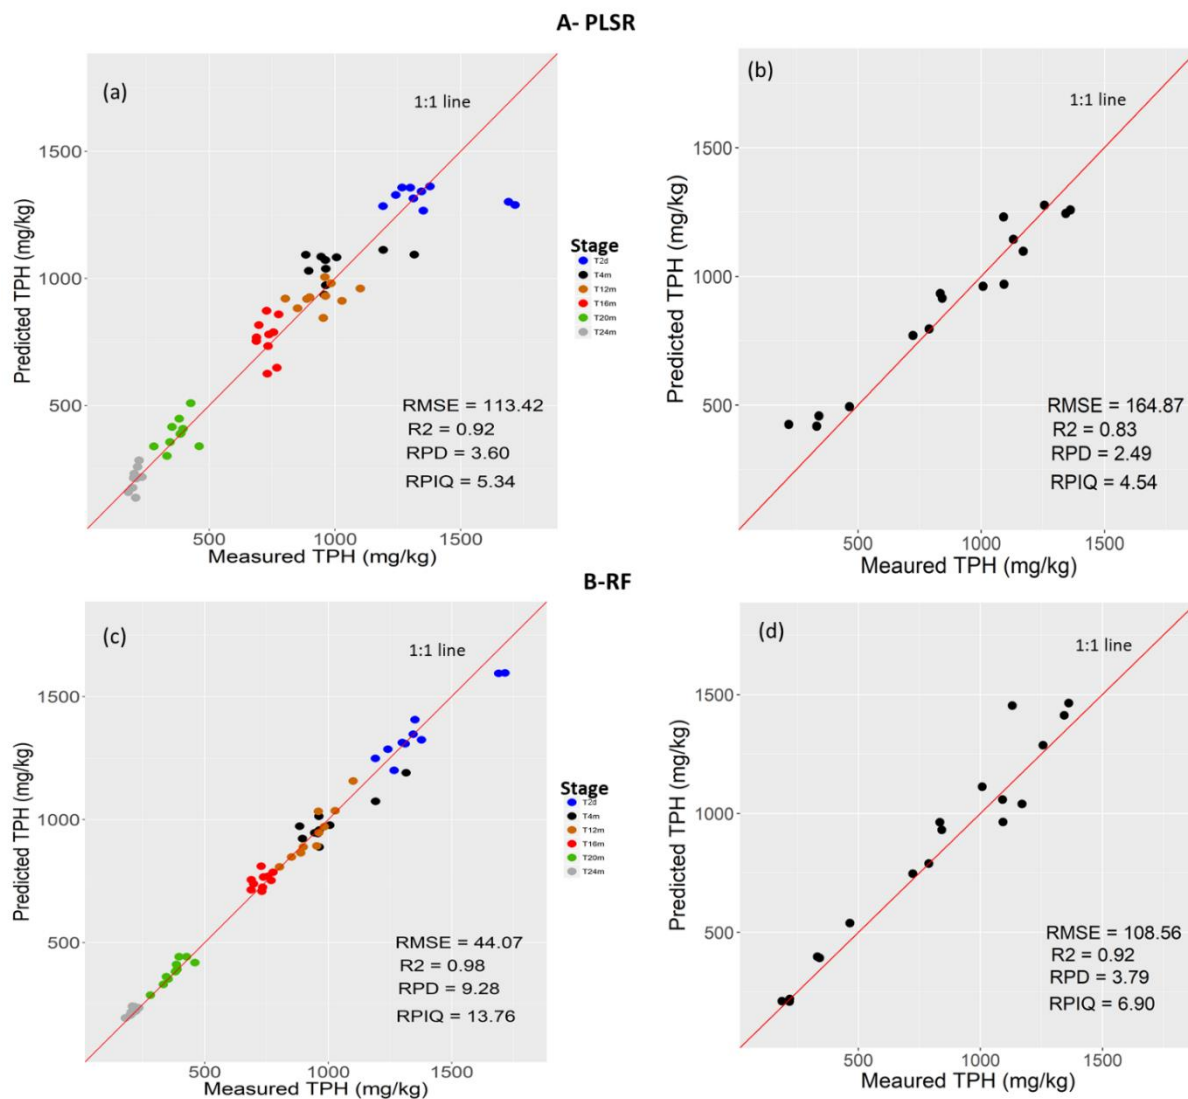 A- PLSR
(a)
1:1 line
1500
1000
500
Predicted TPH (mg/kg)
RMSE = 113.42
R2 = 0.92
RPD = 3.60
RPIQ = 5.34
500 1000 1500
Measured TPH (mg/kg)
Stage
T2d
T4m
T12m
T16m
T20m
T24m
(b)
1:1 line
1500
1000
500
Predicted TPH (mg/kg)
RMSE = 164.87
R2 = 0.83
RPD = 2.49
RPIQ = 4.54
500 1000 1500
Meaured TPH (mg/kg)
B-RF
(c)
1:1 line
1500
1000
500
Predicted TPH (mg/kg)
RMSE = 44.07
R2 = 0.98
RPD = 9.28
RPIQ = 13.76
500 1000 1500
Measured TPH (mg/kg)
Stage
T2d
T4m
T12m
T16m
T20m
T24m
(d)
1:1 line
1500
1000
500
Predicted TPH (mg/kg)
RMSE = 108.56
R2 = 0.92
RPD = 3.79
RPIQ = 6.90
500 1000 1500
Meaured TPH (mg/kg)